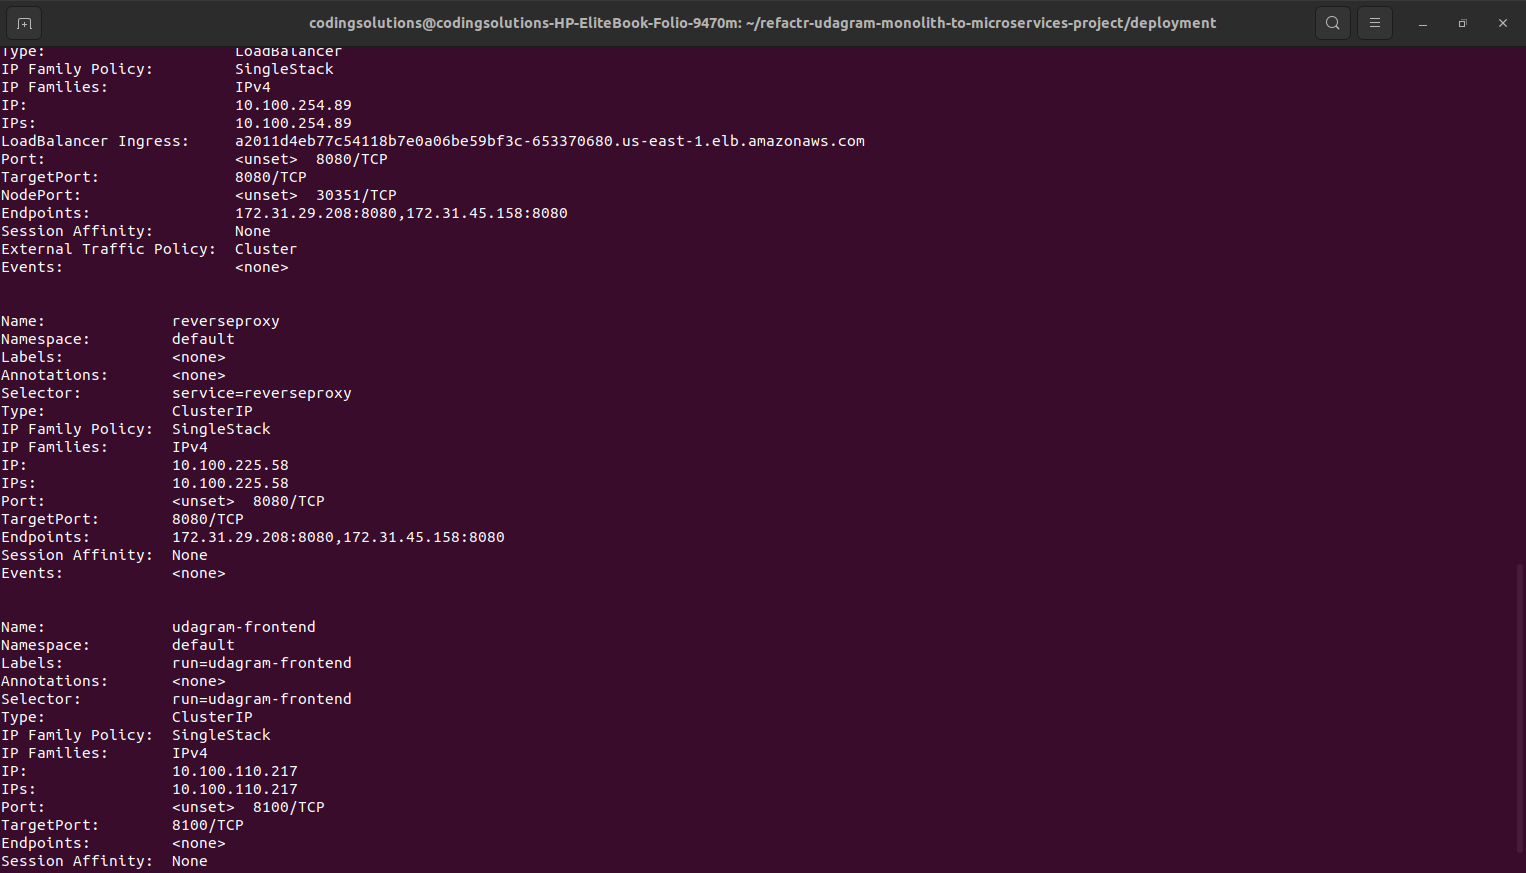 codingsolutions@codingsolutions-HP-EliteBook-Folio-9470m: ~/refactr-udagram-monolith-to-microservices-project/deployment
Type:                     LoadBalancer
IP Family Policy:         SingleStack
IP Families:              IPv4
IP:                       10.100.254.89
IPs:                      10.100.254.89
LoadBalancer Ingress:     a2011d4eb77c54118b7e0a06be59bf3c-653370680.us-east-1.elb.amazonaws.com
Port:                     <unset>  8080/TCP
TargetPort:               8080/TCP
NodePort:                 <unset>  30351/TCP
Endpoints:                172.31.29.208:8080,172.31.45.158:8080
Session Affinity:         None
External Traffic Policy:  Cluster
Events:                   <none>
Name:              reverseproxy
Namespace:         default
Labels:            <none>
Annotations:       <none>
Selector:          service=reverseproxy
Type:              ClusterIP
IP Family Policy:  SingleStack
IP Families:       IPv4
IP:                10.100.225.58
IPs:               10.100.225.58
Port:              <unset>  8080/TCP
TargetPort:        8080/TCP
Endpoints:         172.31.29.208:8080,172.31.45.158:8080
Session Affinity:  None
Events:            <none>
Name:              udagram-frontend
Namespace:         default
Labels:            run=udagram-frontend
Annotations:       <none>
Selector:          run=udagram-frontend
Type:              ClusterIP
IP Family Policy:  SingleStack
IP Families:       IPv4
IP:                10.100.110.217
IPs:               10.100.110.217
Port:              <unset>  8100/TCP
TargetPort:        8100/TCP
Endpoints:         <none>
Session Affinity:  None